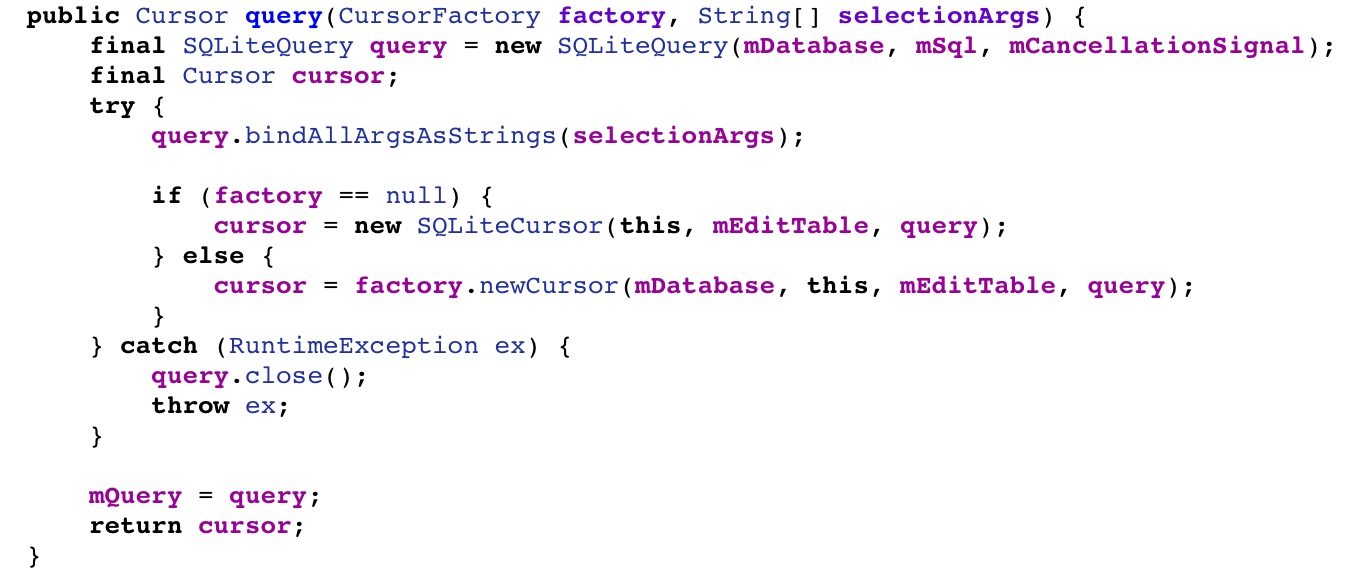 public Cursor query(CursorFactory factory, String[] selectionArgs) {
    final SQLiteQuery query = new SQLiteQuery(mDatabase, mSql, mCancellationSignal);
    final Cursor cursor;
    try {
        query.bindAllArgsAsStrings(selectionArgs);

        if (factory == null) {
            cursor = new SQLiteCursor(this, mEditTable, query);
        } else {
            cursor = factory.newCursor(mDatabase, this, mEditTable, query);
        }
    } catch (RuntimeException ex) {
        query.close();
        throw ex;
    }

    mQuery = query;
    return cursor;
}